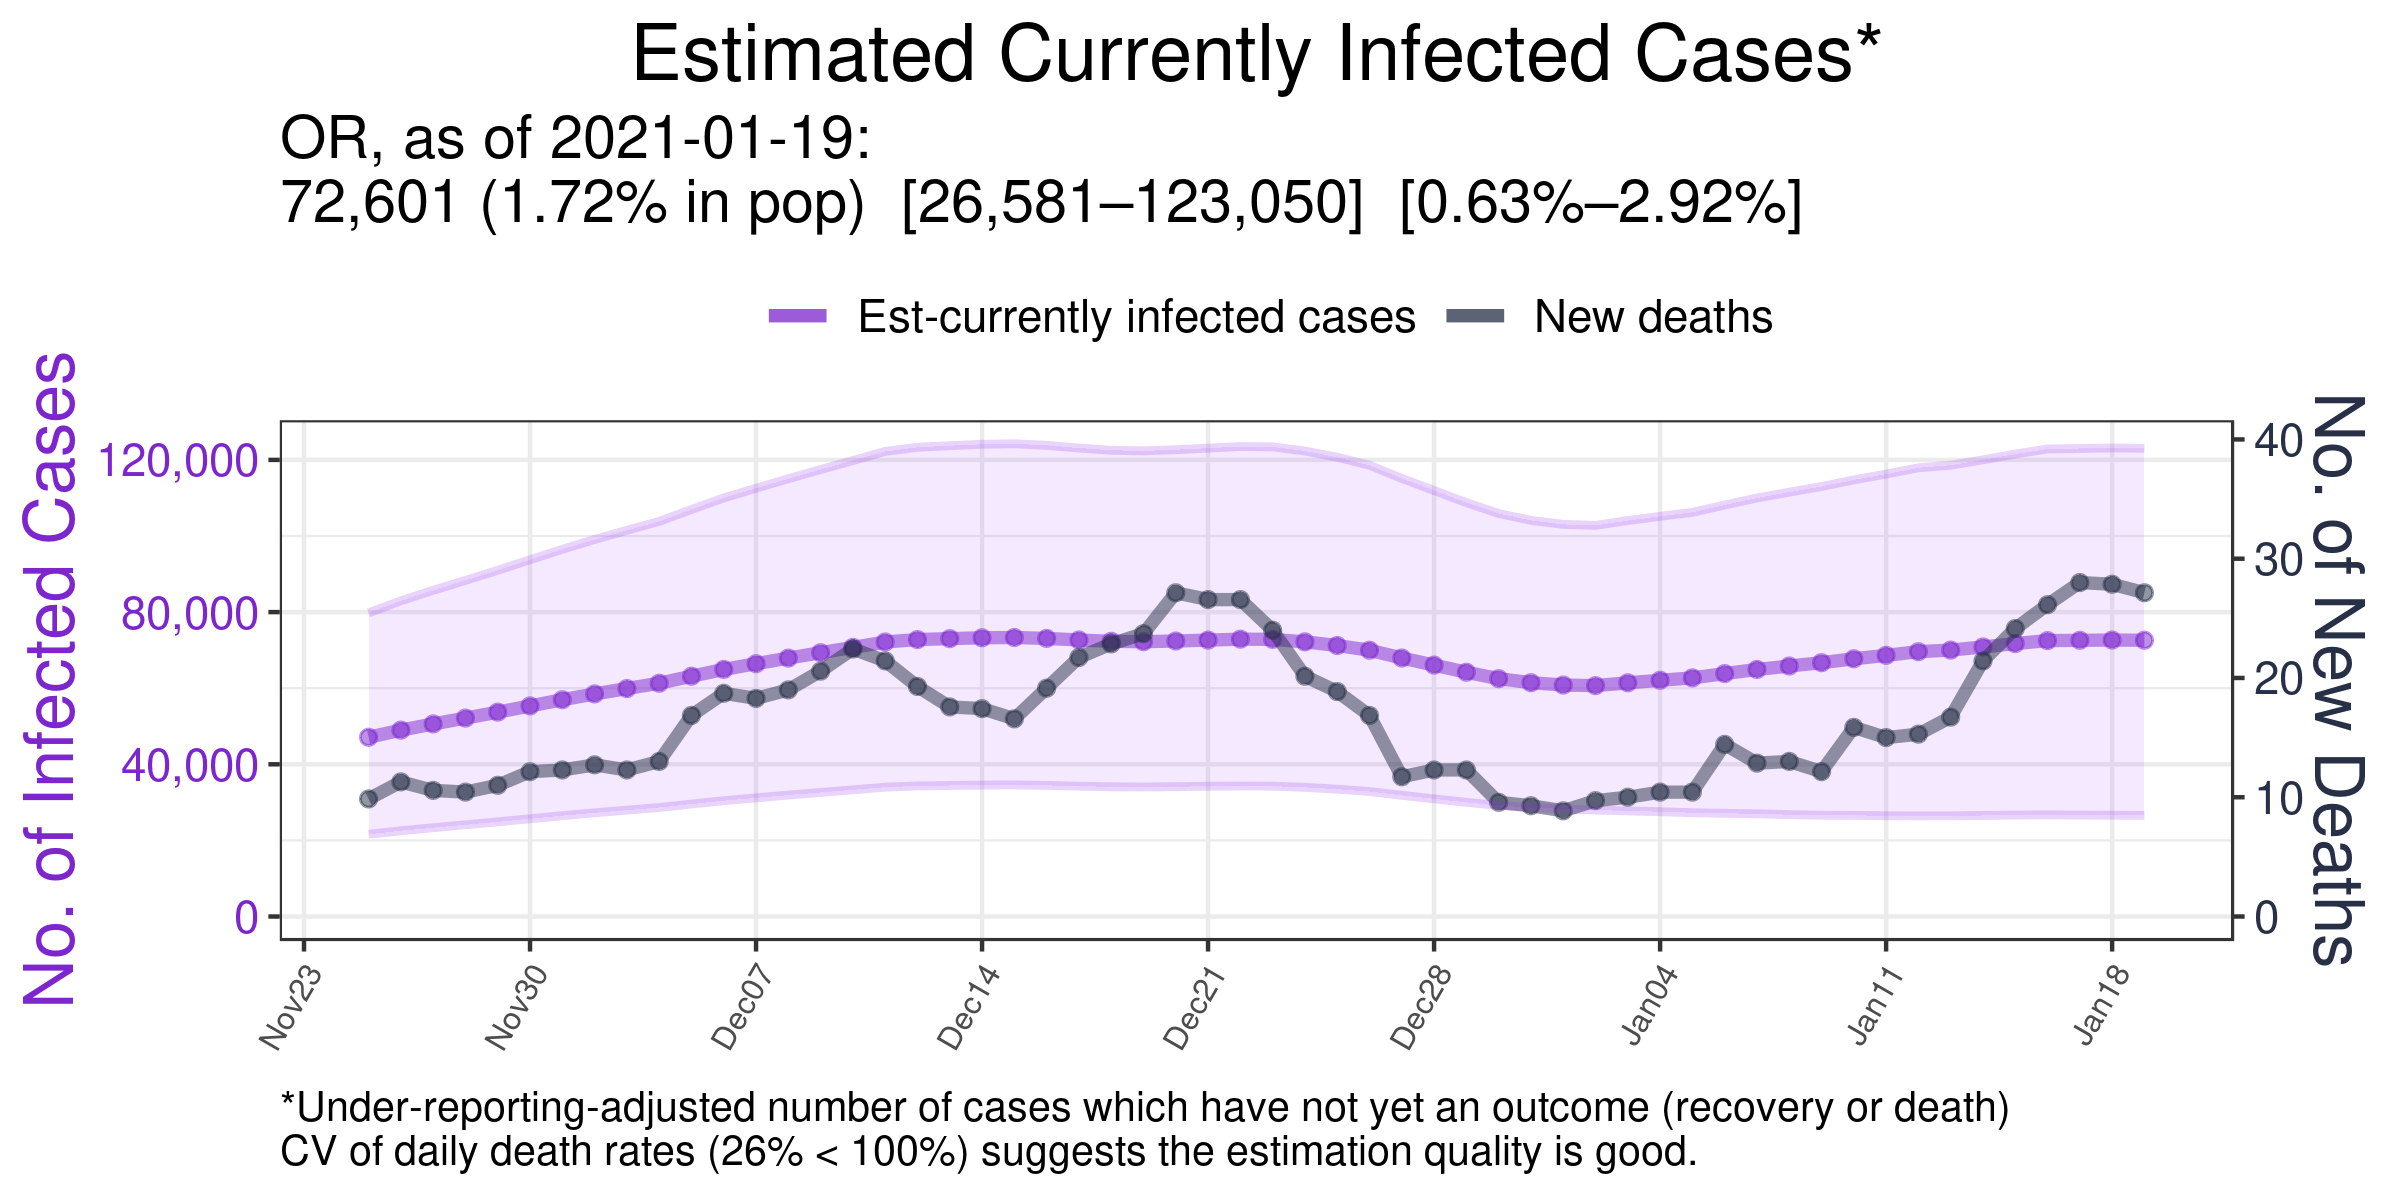 Estimated Currently Infected Cases*
OR, as of 2021-01-19:
72,601 (1.72% in pop)  [26,581–123,050]  [0.63%–2.92%]
Est-currently infected cases
New deaths
No. of Infected Cases
120,000
80,000
40,000
0
40
30
20
10
0
No. of New Deaths
Nov23
Nov30
Dec07
Dec14
Dec21
Dec28
Jan04
Jan11
Jan18
*Under-reporting-adjusted number of cases which have not yet an outcome (recovery or death)
CV of daily death rates (26% < 100%) suggests the estimation quality is good.